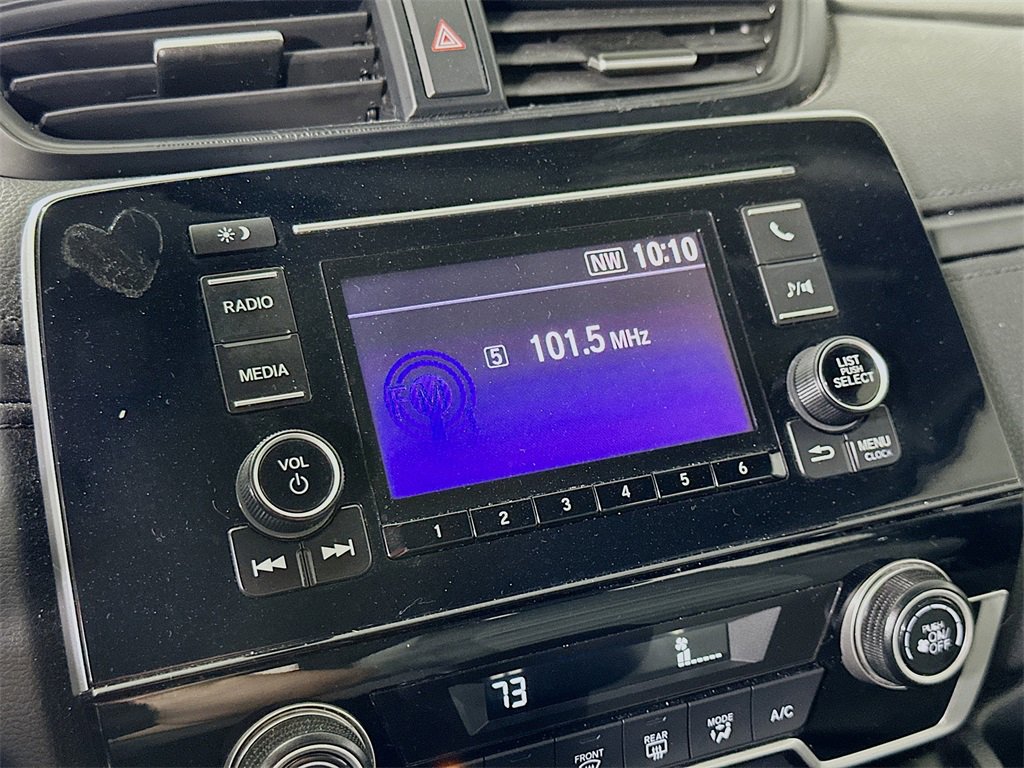 NW 10:10
RADIO
5 101.5 MHz
MEDIA
FM
LIST
PUSH
SELECT
VOL
MENU
CLOCK
1 2 3 4 5 6
73
PUSH
ON/
OFF
FRONT
REAR
MODE
A/C